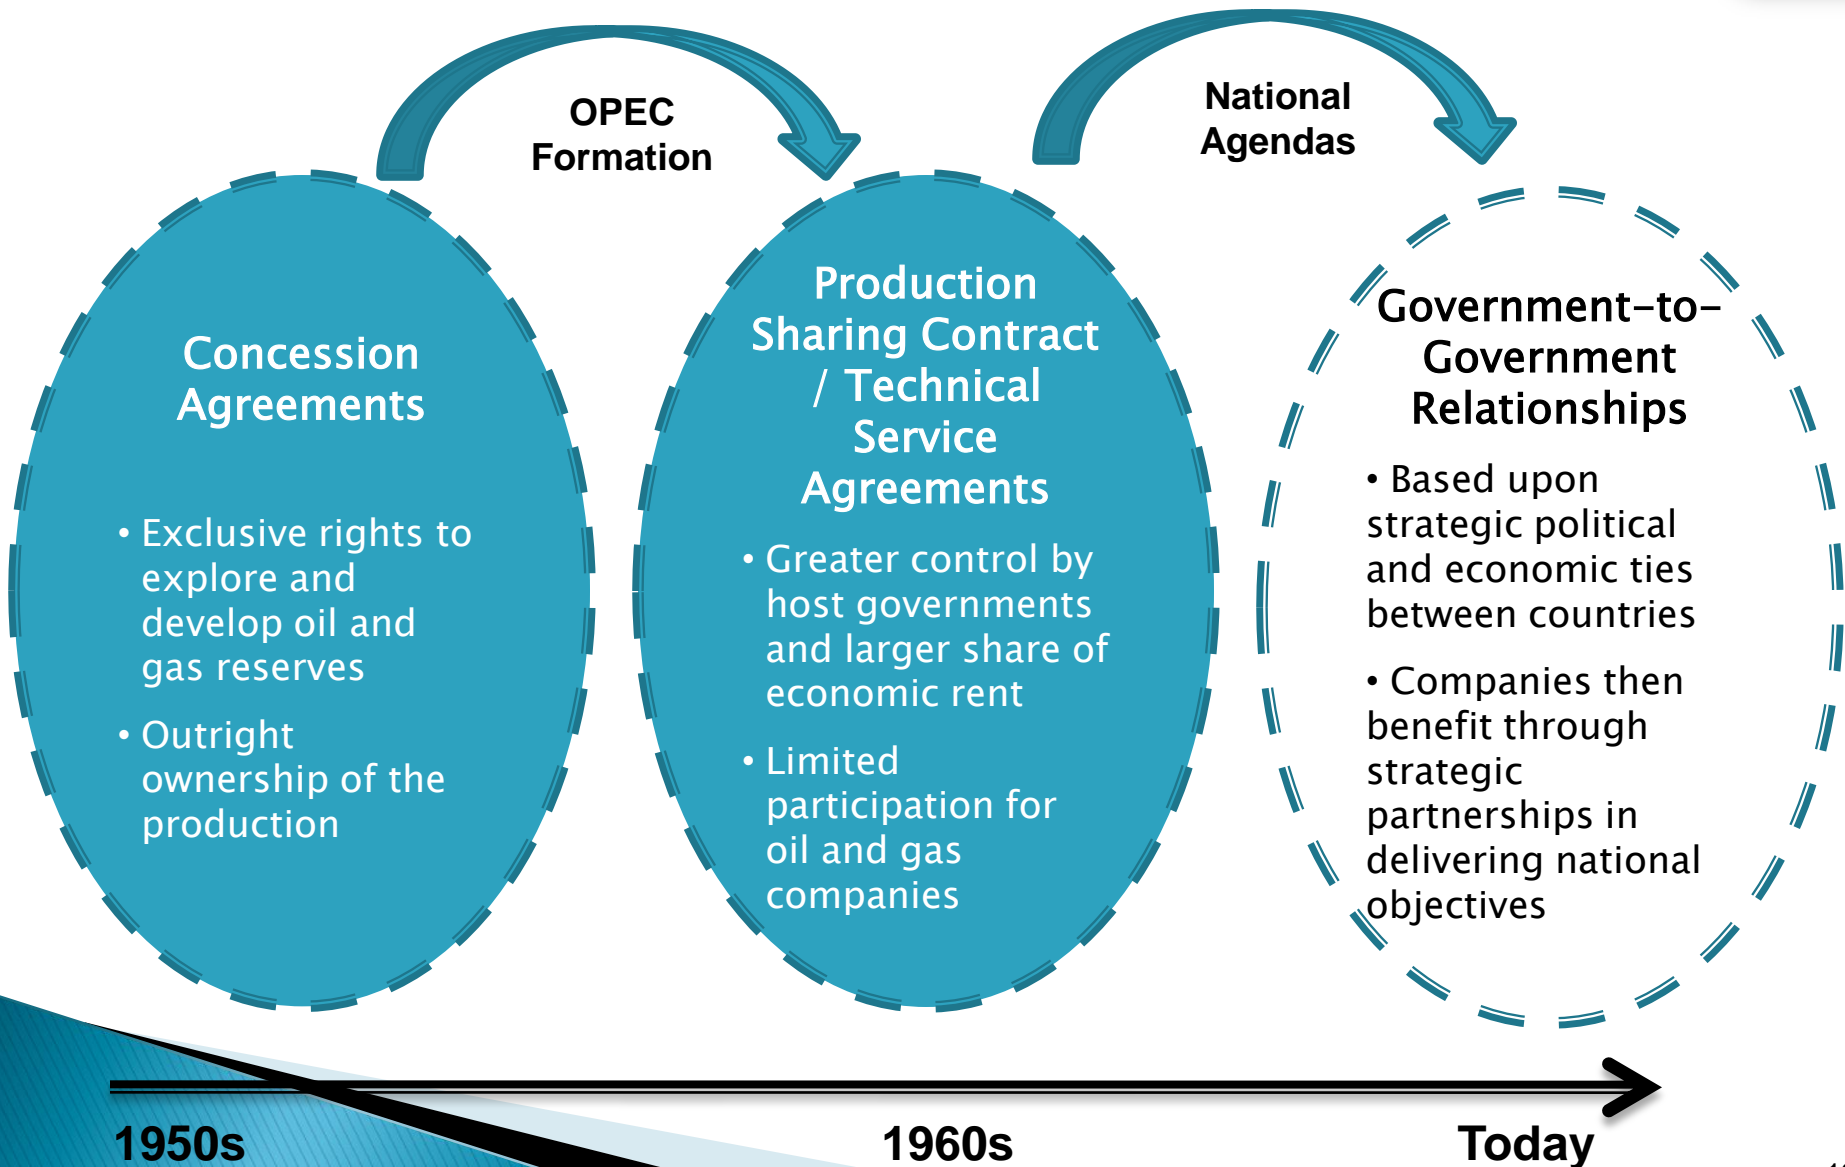 OPEC
Formation
National
Agendas
Concession
Agreements
• Exclusive rights to
explore and
develop oil and
gas reserves
• Outright
ownership of the
production
Production
Sharing Contract
/ Technical
Service
Agreements
• Greater control by
host governments
and larger share of
economic rent
• Limited
participation for
oil and gas
companies
Government-to-
Government
Relationships
• Based upon
strategic political
and economic ties
between countries
• Companies then
benefit through
strategic
partnerships in
delivering national
objectives
1950s
1960s
Today